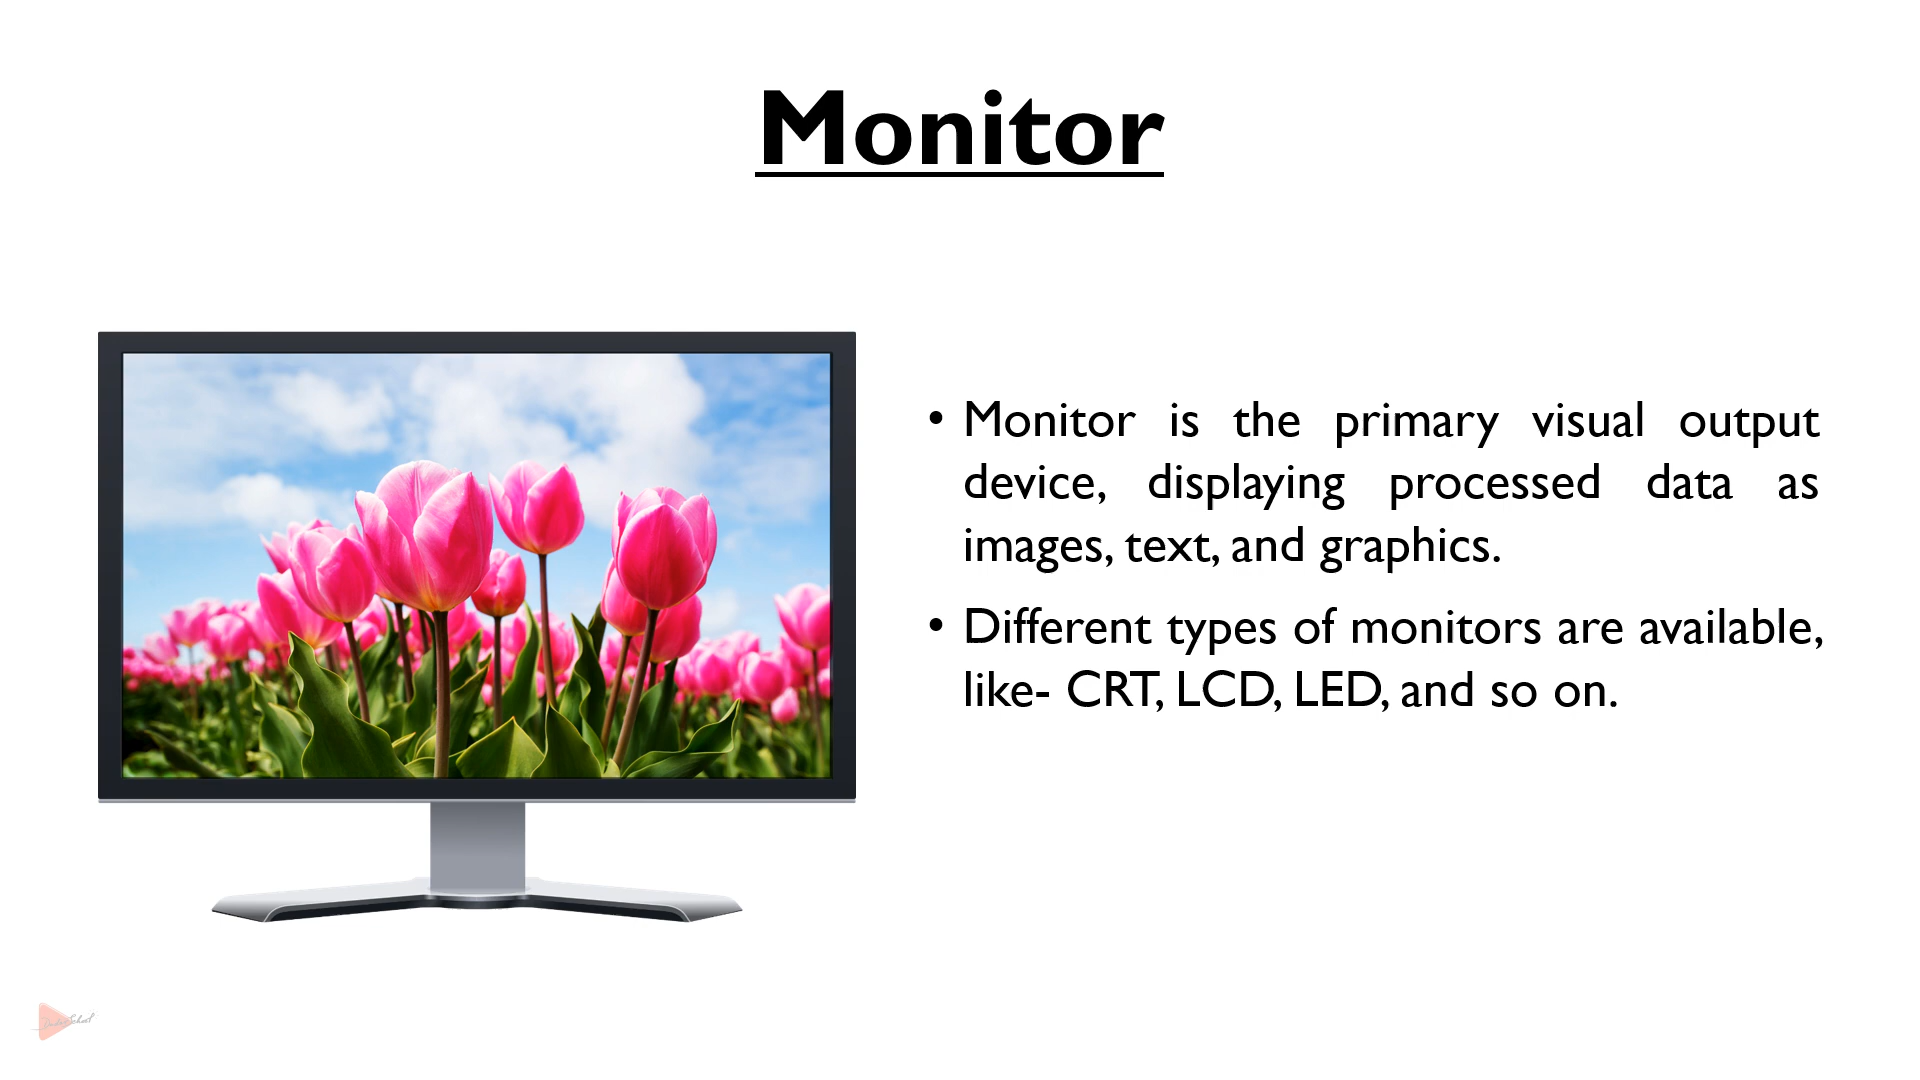 Monitor
• Monitor is the primary visual output
device, displaying processed data as
images, text, and graphics.
• Different types of monitors are available,
like- CRT, LCD, LED, and so on.